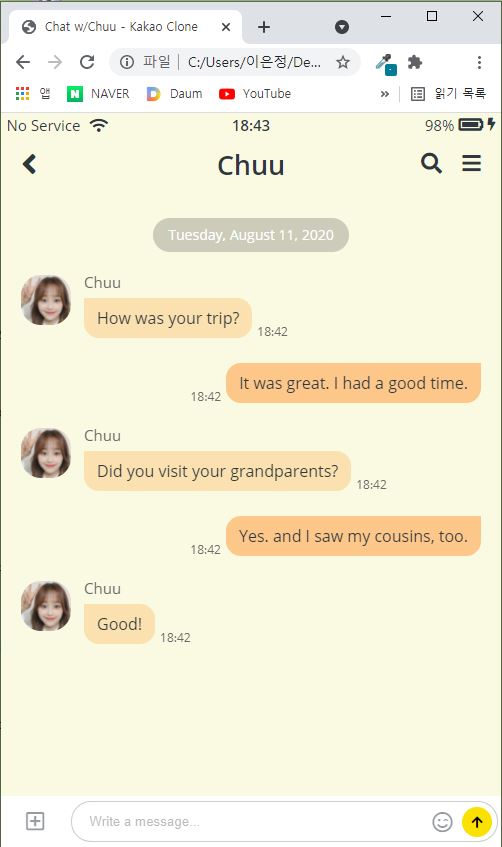 Chat w/Chuu - Kakao Clone
파일 C:/Users/이은정/De...
앱 NAVER Daum YouTube » 읽기 목록
No Service 18:43 98%
Chuu
Tuesday, August 11, 2020
Chuu
How was your trip? 18:42
18:42 It was great. I had a good time.
Chuu
Did you visit your grandparents? 18:42
18:42 Yes. and I saw my cousins, too.
Chuu
Good! 18:42
Write a message...